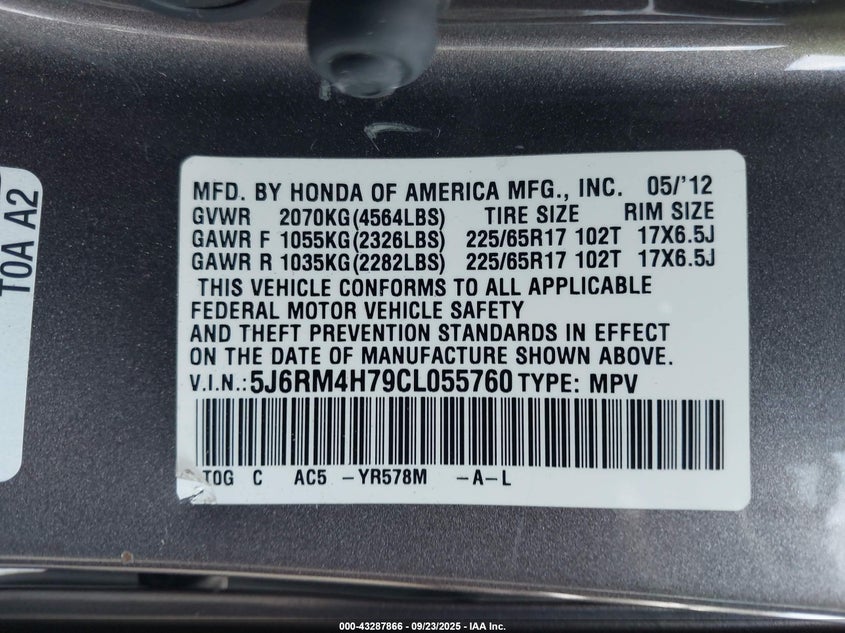 MFD. BY HONDA OF AMERICA MFG., INC. 05/'12
GVWR 2070KG(4564LBS) TIRE SIZE RIM SIZE
GAWR F 1055KG(2326LBS) 225/65R17 102T 17X6.5J
GAWR R 1035KG(2282LBS) 225/65R17 102T 17X6.5J
THIS VEHICLE CONFORMS TO ALL APPLICABLE
FEDERAL MOTOR VEHICLE SAFETY
AND THEFT PREVENTION STANDARDS IN EFFECT
ON THE DATE OF MANUFACTURE SHOWN ABOVE.
V.I.N.: 5J6RM4H79CL055760 TYPE: MPV
T0G C AC5 -YR578M -A-L
T0A A2
000-43287866 - 09/23/2025 - IAA Inc.